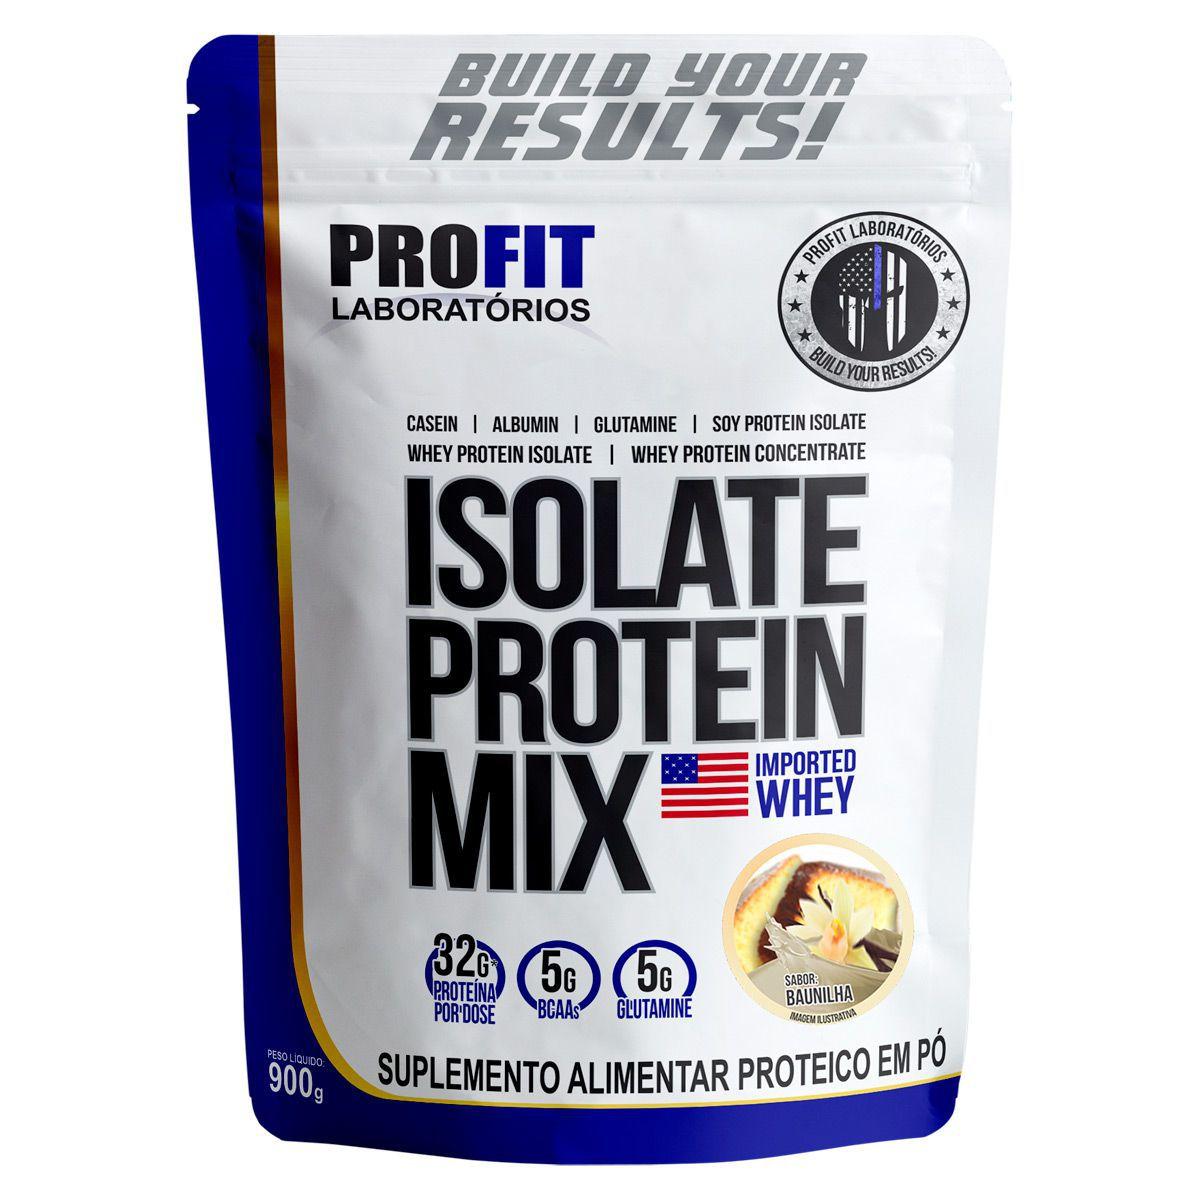 BUILD YOUR
RESULTS!
PROFIT
LABORATÓRIOS
PROFIT LABORATÓRIOS
BUILD YOUR RESULTS!
CASEIN | ALBUMIN | GLUTAMINE | SOY PROTEIN ISOLATE
WHEY PROTEIN ISOLATE | WHEY PROTEIN CONCENTRATE
ISOLATE
PROTEIN
MIX
IMPORTED
WHEY
32G*
PROTEÍNA
POR DOSE
5G
BCAAs
5G
GLUTAMINE
SABOR:
BAUNILHA
IMAGEM ILUSTRATIVA
PESO LÍQUIDO:
900g
SUPLEMENTO ALIMENTAR PROTEICO EM PÓ